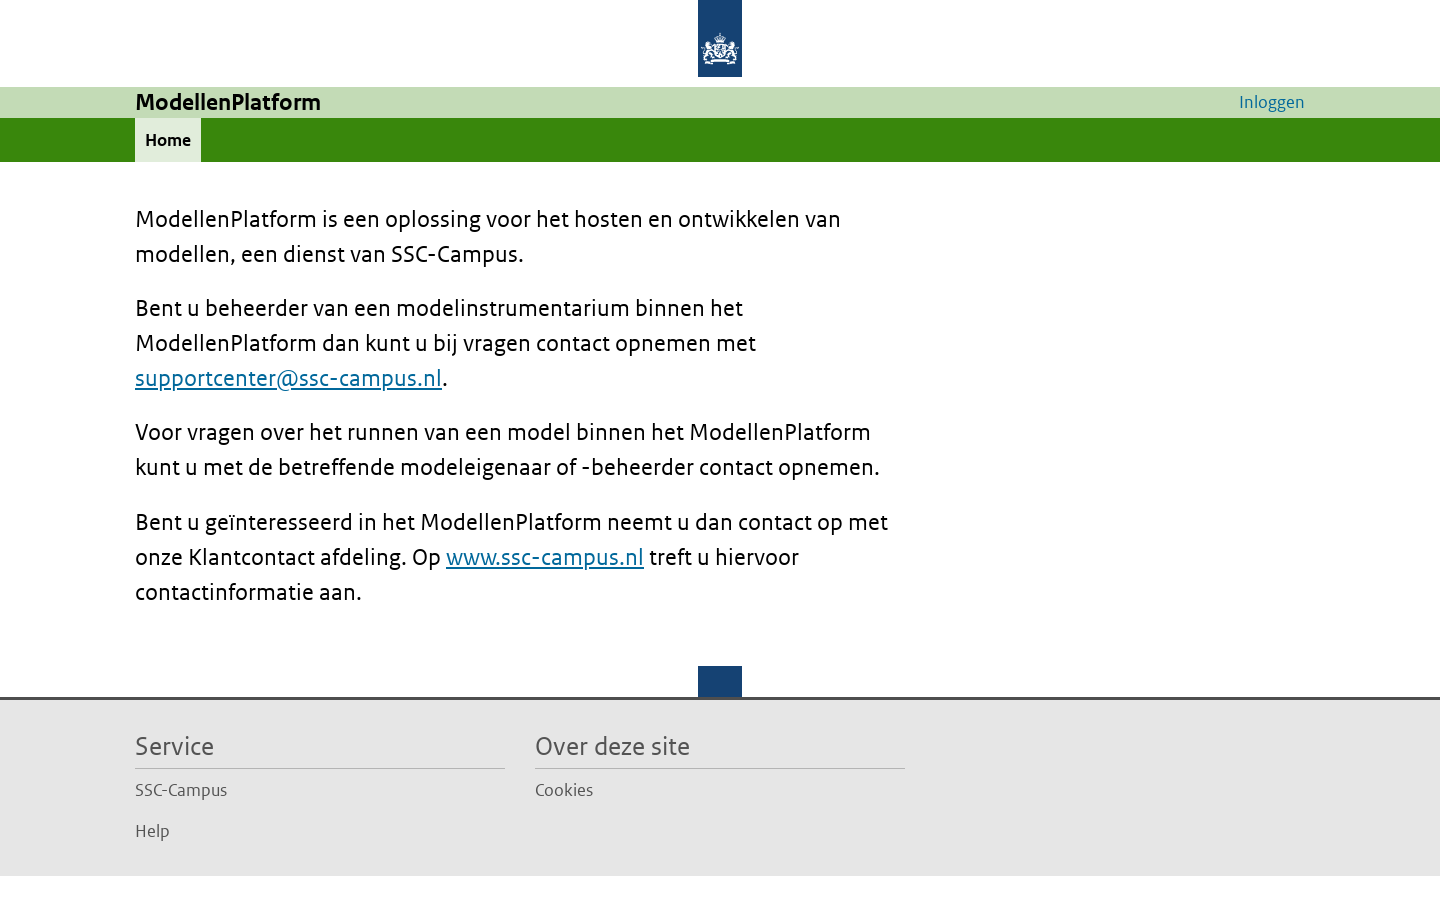 ModellenPlatform
Inloggen
Home
ModellenPlatform is een oplossing voor het hosten en ontwikkelen van
modellen, een dienst van SSC-Campus.
Bent u beheerder van een modelinstrumentarium binnen het
ModellenPlatform dan kunt u bij vragen contact opnemen met
supportcenter@ssc-campus.nl.
Voor vragen over het runnen van een model binnen het ModellenPlatform
kunt u met de betreffende modeleigenaar of -beheerder contact opnemen.
Bent u geïnteresseerd in het ModellenPlatform neemt u dan contact op met
onze Klantcontact afdeling. Op www.ssc-campus.nl treft u hiervoor
contactinformatie aan.
Service
SSC-Campus
Help
Over deze site
Cookies